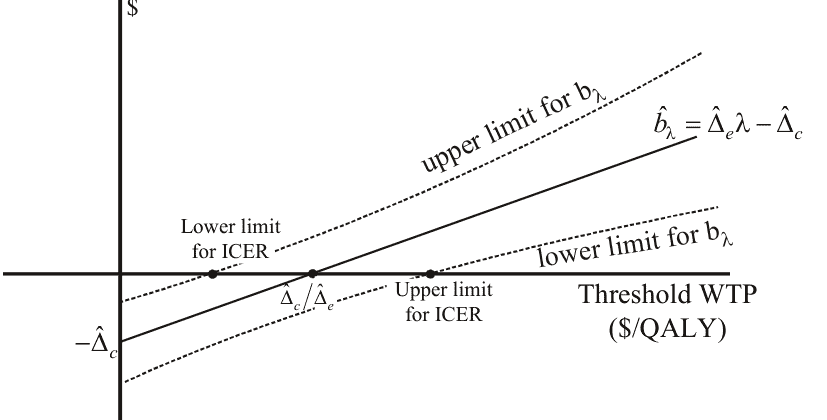 $
upper limit for b_λ
b̂_λ = Δ̂_e λ − Δ̂_c
Lower limit
for ICER
lower limit for b_λ
Δ̂_c/Δ̂_e
Upper limit
for ICER
Threshold WTP
($/QALY)
−Δ̂_c